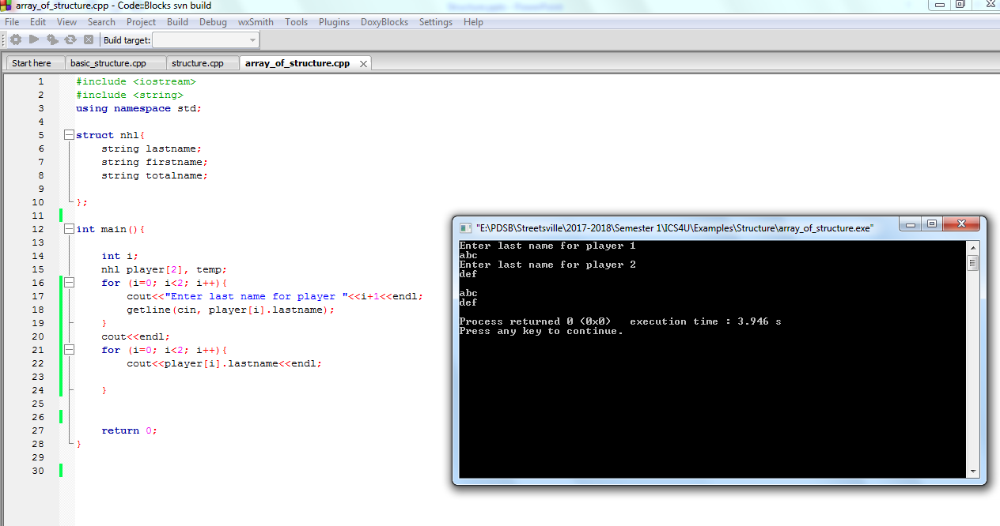 array_of_structure.cpp - Code::Blocks svn build
File Edit View Search Project Build Debug wxSmith Tools Plugins DoxyBlocks Settings Help
Build target:
Start here basic_structure.cpp structure.cpp array_of_structure.cpp
1 #include <iostream>
2 #include <string>
3 using namespace std;
4
5 struct nhl{
6 string lastname;
7 string firstname;
8 string totalname;
9
10 };
11
12 int main(){
13
14 int i;
15 nhl player[2], temp;
16 for (i=0; i<2; i++){
17 cout<<"Enter last name for player "<<i+1<<endl;
18 getline(cin, player[i].lastname);
19 }
20 cout<<endl;
21 for (i=0; i<2; i++){
22 cout<<player[i].lastname<<endl;
23
24 }
25
26
27 return 0;
28 }
29
30
"E:\PDSB\Streetsville\2017-2018\Semester 1\ICS4U\Examples\Structure\array_of_structure.exe"
Enter last name for player 1
abc
Enter last name for player 2
def
abc
def
Process returned 0 (0x0) execution time : 3.946 s
Press any key to continue.